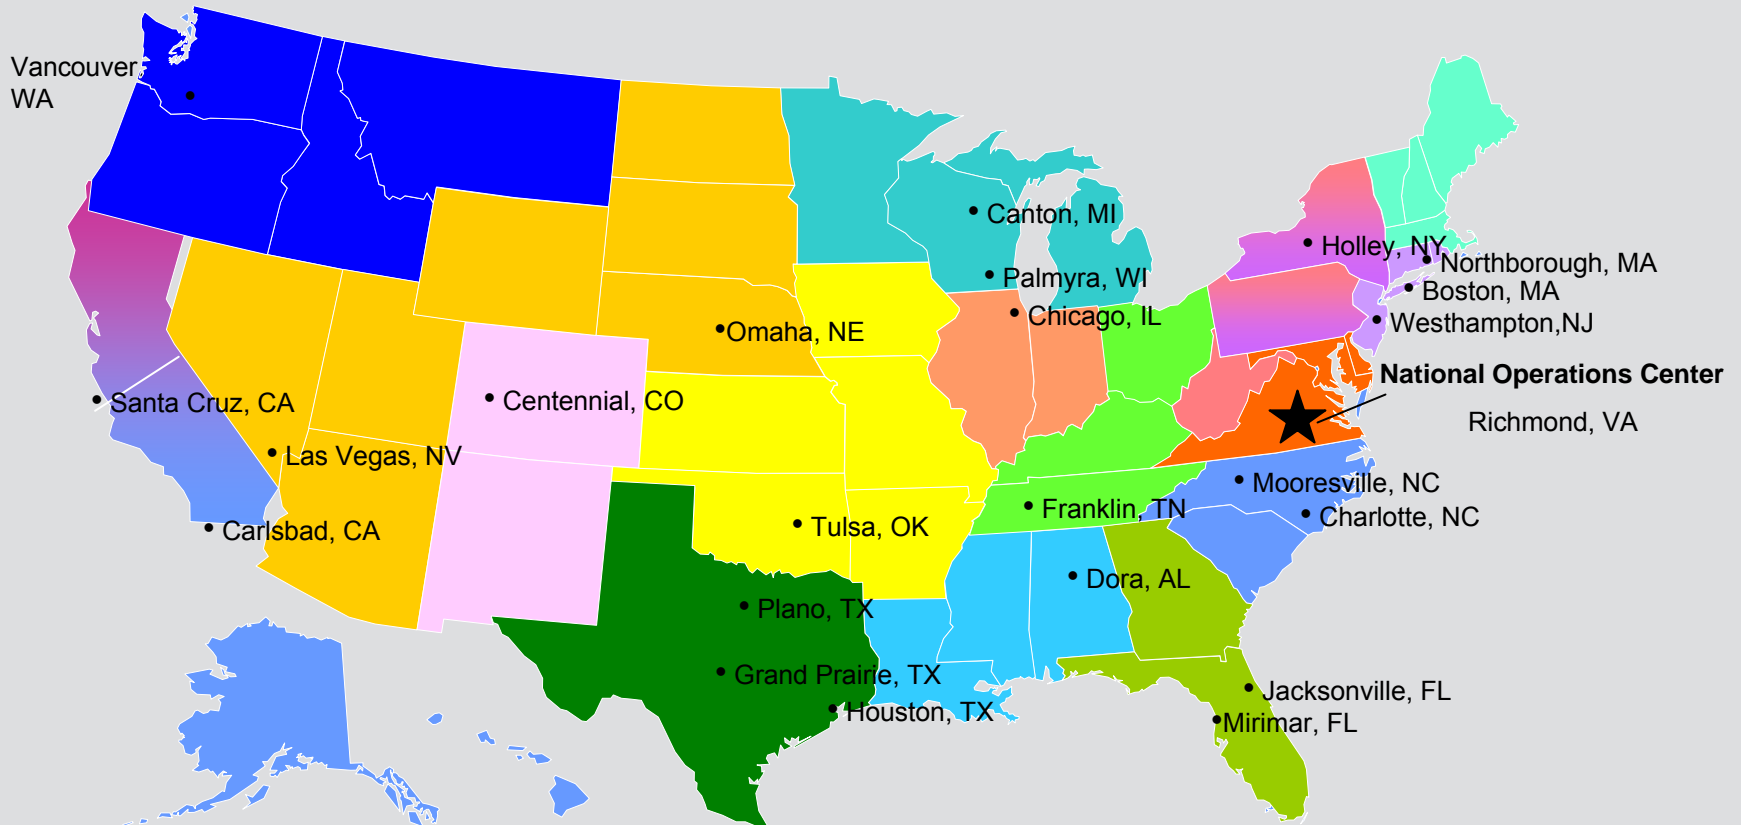 Vancouver
WA
Canton, MI
Holley, NY
Northborough, MA
Palmyra, WI
Boston, MA
Chicago, IL
Westhampton,NJ
Omaha, NE
National Operations Center
Santa Cruz, CA
Centennial, CO
Richmond, VA
Las Vegas, NV
Mooresville, NC
Franklin, TN
Charlotte, NC
Carlsbad, CA
Tulsa, OK
Dora, AL
Plano, TX
Grand Prairie, TX
Jacksonville, FL
Houston, TX
Mirimar, FL